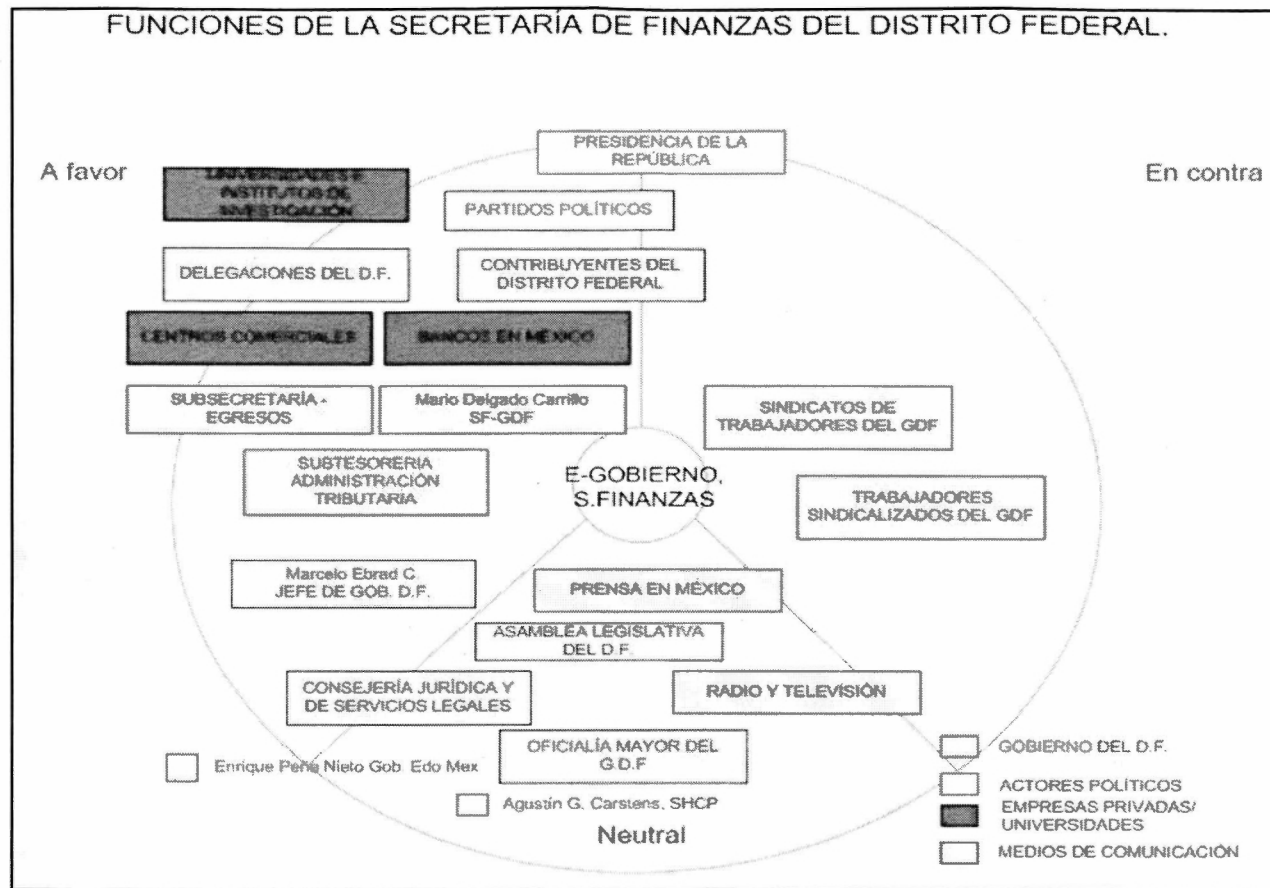 FUNCIONES DE LA SECRETARÍA DE FINANZAS DEL DISTRITO FEDERAL.
PRESIDENCIA DE LA
REPÚBLICA
A favor
En contra
UNIVERSIDADES E
INSTITUTOS DE
INVESTIGACIÓN
PARTIDOS POLÍTICOS
DELEGACIONES DEL D.F.
CONTRIBUYENTES DEL
DISTRITO FEDERAL
CENTROS COMERCIALES
BANCOS EN MÉXICO
SUBSECRETARÍA -
EGRESOS
Mario Delgado Carrillo
SF-GDF
SINDICATOS DE
TRABAJADORES DEL GDF
SUBTESORERIA
ADMINISTRACIÓN
TRIBUTARIA
E-GOBIERNO,
S.FINANZAS
TRABAJADORES
SINDICALIZADOS DEL GDF
Marcelo Ebrad C.
JEFE DE GOB. D.F.
PRENSA EN MÉXICO
ASAMBLEA LEGISLATIVA
DEL D.F.
CONSEJERÍA JURÍDICA Y
DE SERVICIOS LEGALES
RADIO Y TELEVISIÓN
OFICIALÍA MAYOR DEL
G.D.F
Enrique Peñe Nieto Gob. Edo Mex
Agustín G. Carstens, SHCP
Neutral
GOBIERNO DEL D.F.
ACTORES POLÍTICOS
EMPRESAS PRIVADAS/
UNIVERSIDADES
MEDIOS DE COMUNICACIÓN